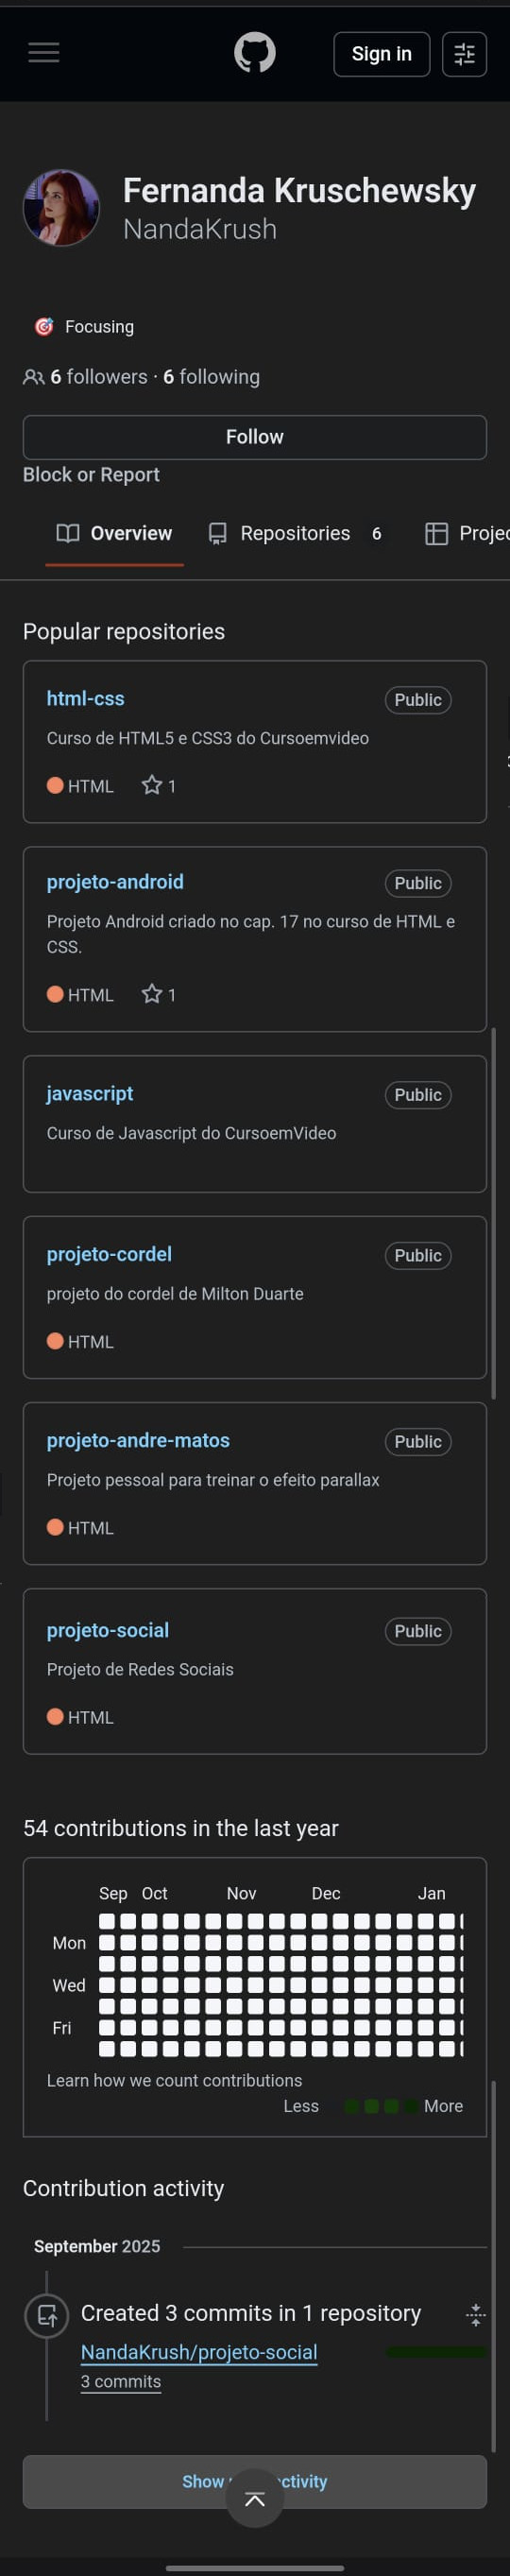 Sign in
Fernanda Kruschewsky
NandaKrush
Focusing
6 followers · 6 following
Follow
Block or Report
Overview
Repositories 6
Projec
Popular repositories
html-css
Public
Curso de HTML5 e CSS3 do Cursoemvideo
HTML 1
projeto-android
Public
Projeto Android criado no cap. 17 no curso de HTML e
CSS.
HTML 1
javascript
Public
Curso de Javascript do CursoemVideo
projeto-cordel
Public
projeto do cordel de Milton Duarte
HTML
projeto-andre-matos
Public
Projeto pessoal para treinar o efeito parallax
HTML
projeto-social
Public
Projeto de Redes Sociais
HTML
54 contributions in the last year
Sep Oct Nov Dec Jan
Mon
Wed
Fri
Learn how we count contributions
Less More
Contribution activity
September 2025
Created 3 commits in 1 repository
NandaKrush/projeto-social
3 commits
Show